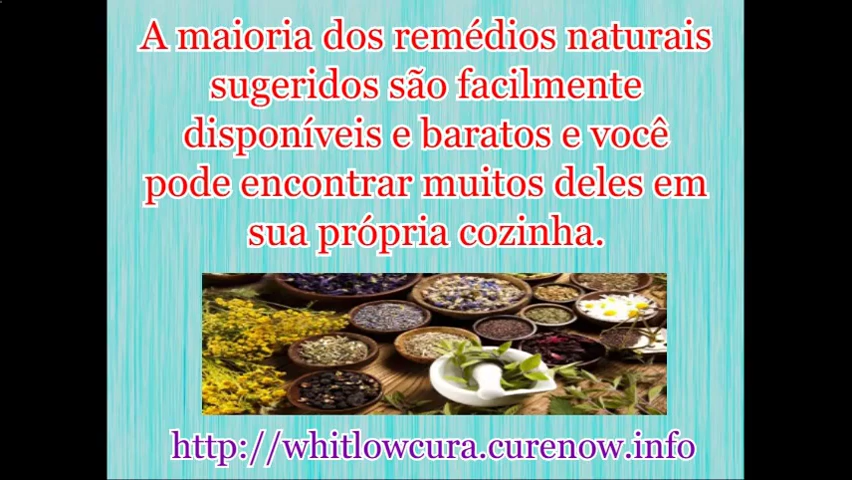 A maioria dos remédios naturais
sugeridos são facilmente
disponíveis e baratos e você
pode encontrar muitos deles em
sua própria cozinha.
http://whitlowcura.curenow.info